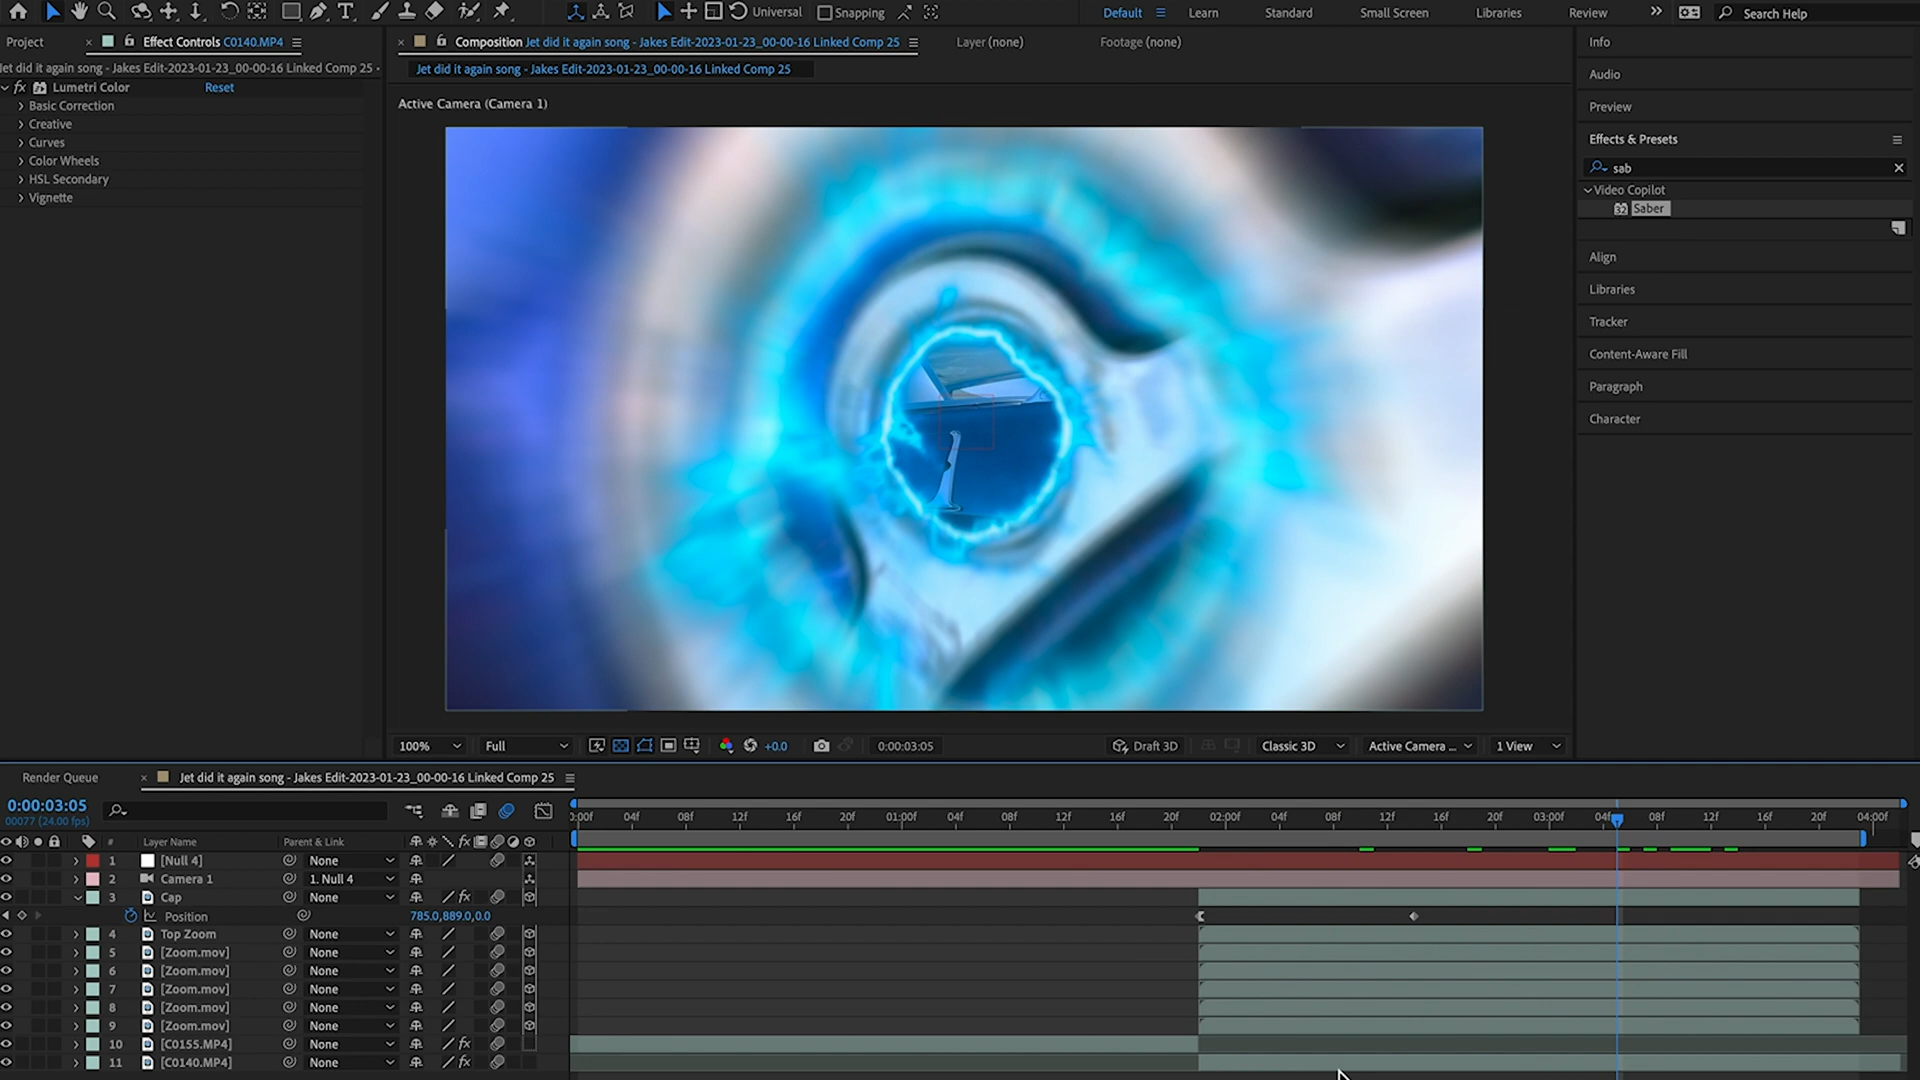 Universal
Snapping
Default
Learn
Standard
Small Screen
Libraries
Review
Search Help
Project
Effect Controls C0140.MP4
Composition Jet did it again song - Jakes Edit-2023-01-23_00-00-16 Linked Comp 25
Layer (none)
Footage (none)
Info
Jet did it again song - Jakes Edit-2023-01-23_00-00-16 Linked Comp 25
Jet did it again song - Jakes Edit-2023-01-23_00-00-16 Linked Comp 25
Audio
fx Lumetri Color Reset
Basic Correction
Creative
Curves
Color Wheels
HSL Secondary
Vignette
Active Camera (Camera 1)
Preview
Effects & Presets
sab
Video Copilot
32 Saber
Align
Libraries
Tracker
Content-Aware Fill
Paragraph
Character
100% Full +0.0 0:00:03:05 Draft 3D Classic 3D Active Camera ... 1 View
Render Queue
Jet did it again song - Jakes Edit-2023-01-23_00-00-16 Linked Comp 25
0:00:03:05
00077 (24.00 fps)
0:00f 04f 08f 12f 16f 20f 01:00f 04f 08f 12f 16f 20f 02:00f 04f 08f 12f 16f 20f 03:00f 04f 08f 12f 16f 20f 04:00f
# Layer Name Parent & Link fx
1 [Null 4] None
2 Camera 1 1. Null 4
3 Cap None fx
Position 785.0,889.0,0.0
4 Top Zoom None
5 [Zoom.mov] None
6 [Zoom.mov] None
7 [Zoom.mov] None
8 [Zoom.mov] None
9 [Zoom.mov] None
10 [C0155.MP4] None fx
11 [C0140.MP4] None fx